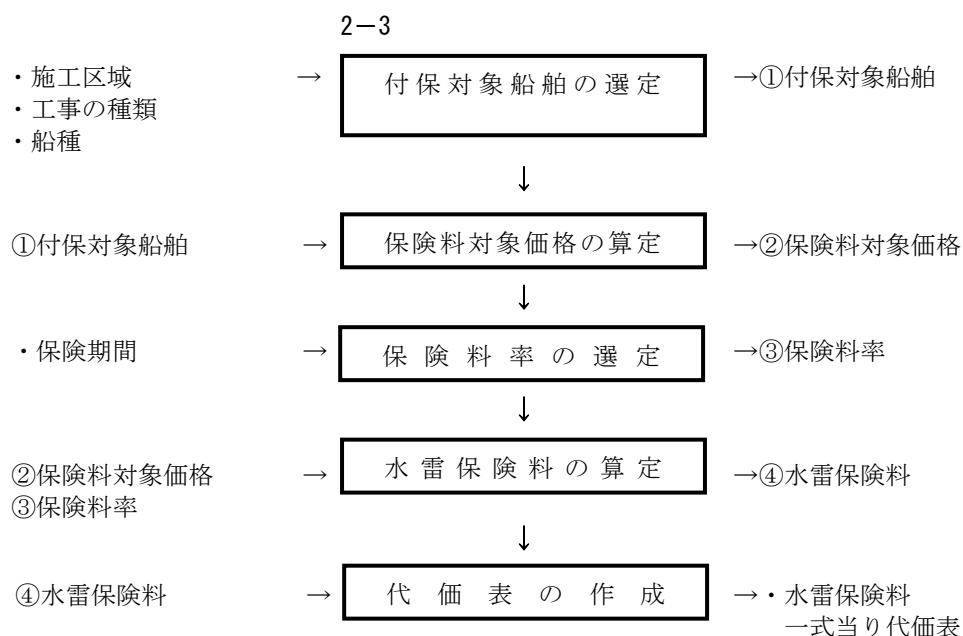 2-3
・施工区域 → 付保対象船舶の選定 →①付保対象船舶
・工事の種類
・船種
↓
①付保対象船舶 → 保険料対象価格の算定 →②保険料対象価格
↓
・保険期間 → 保険料率の選定 →③保険料率
↓
②保険料対象価格 → 水雷保険料の算定 →④水雷保険料
③保険料率
↓
④水雷保険料 → 代価表の作成 →・水雷保険料
一式当り代価表